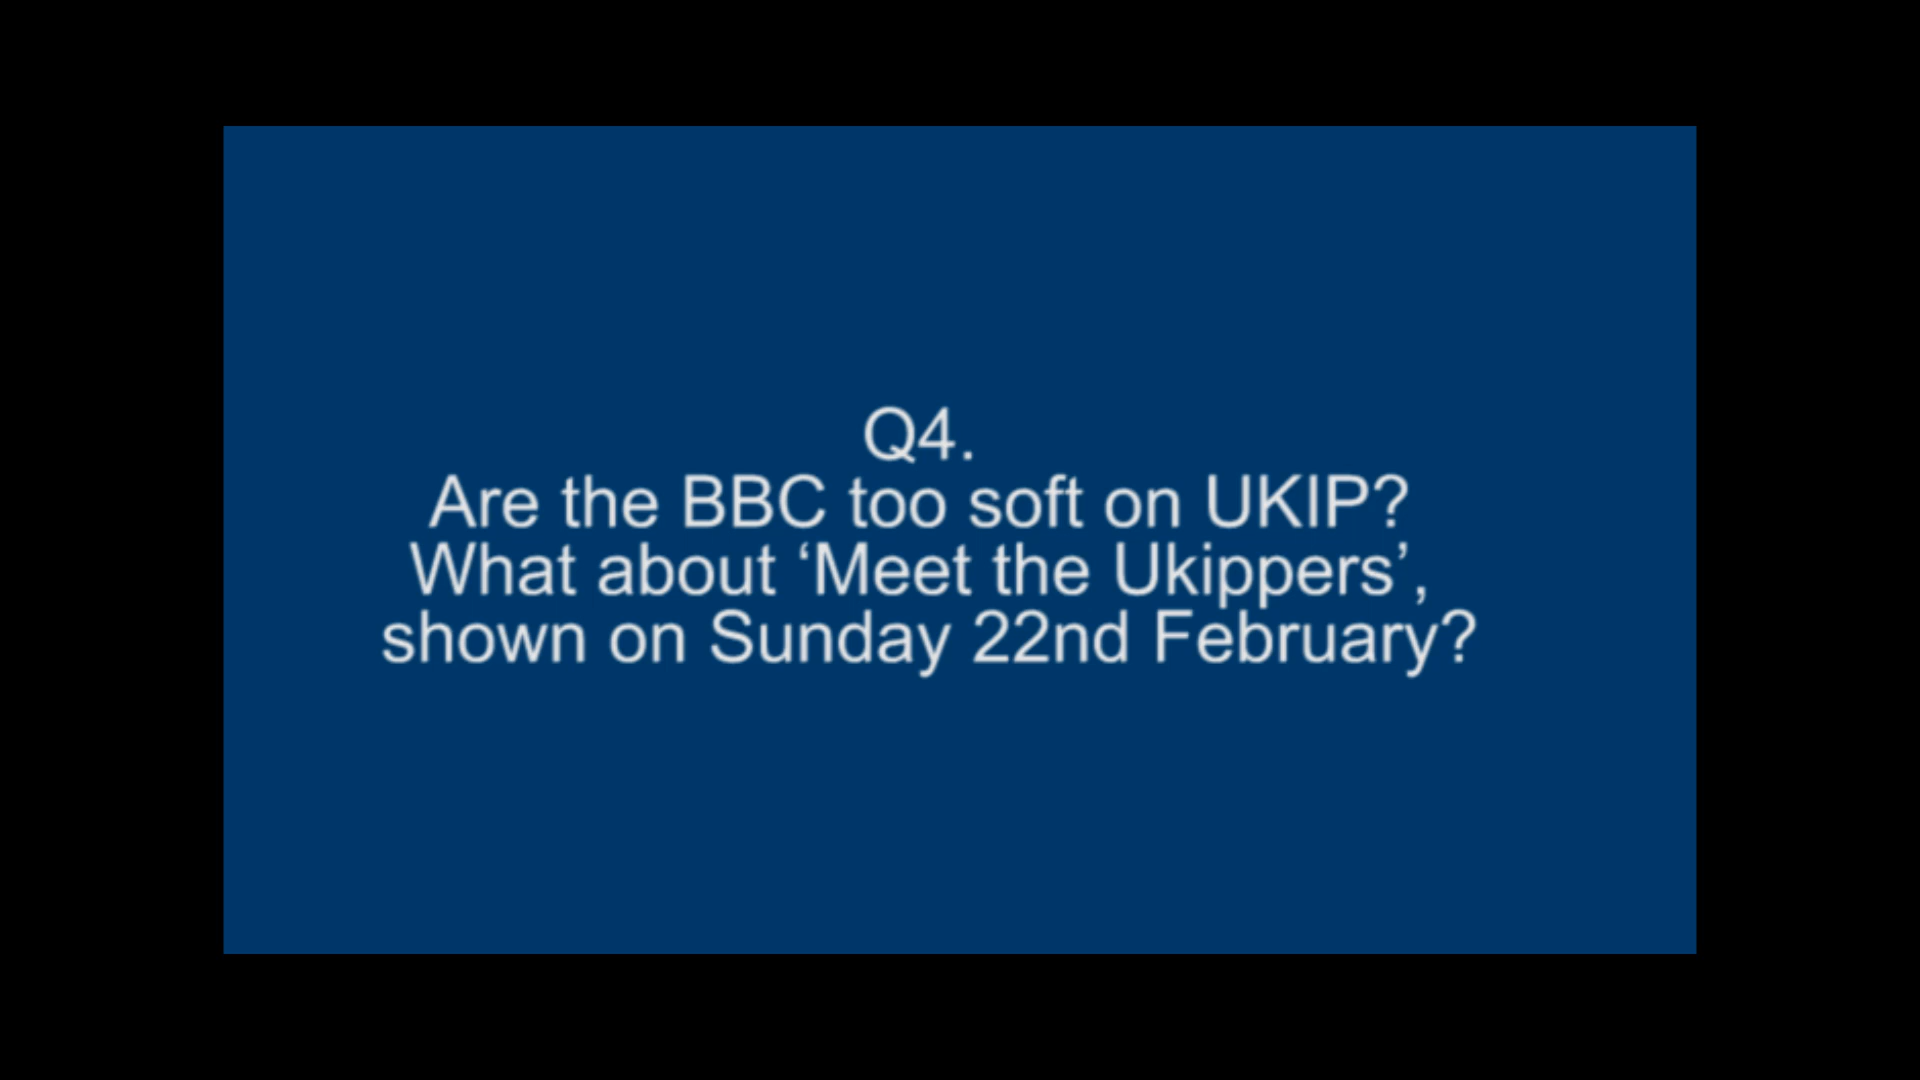 Q4.
Are the BBC too soft on UKIP?
What about ‘Meet the Ukippers’,
shown on Sunday 22nd February?